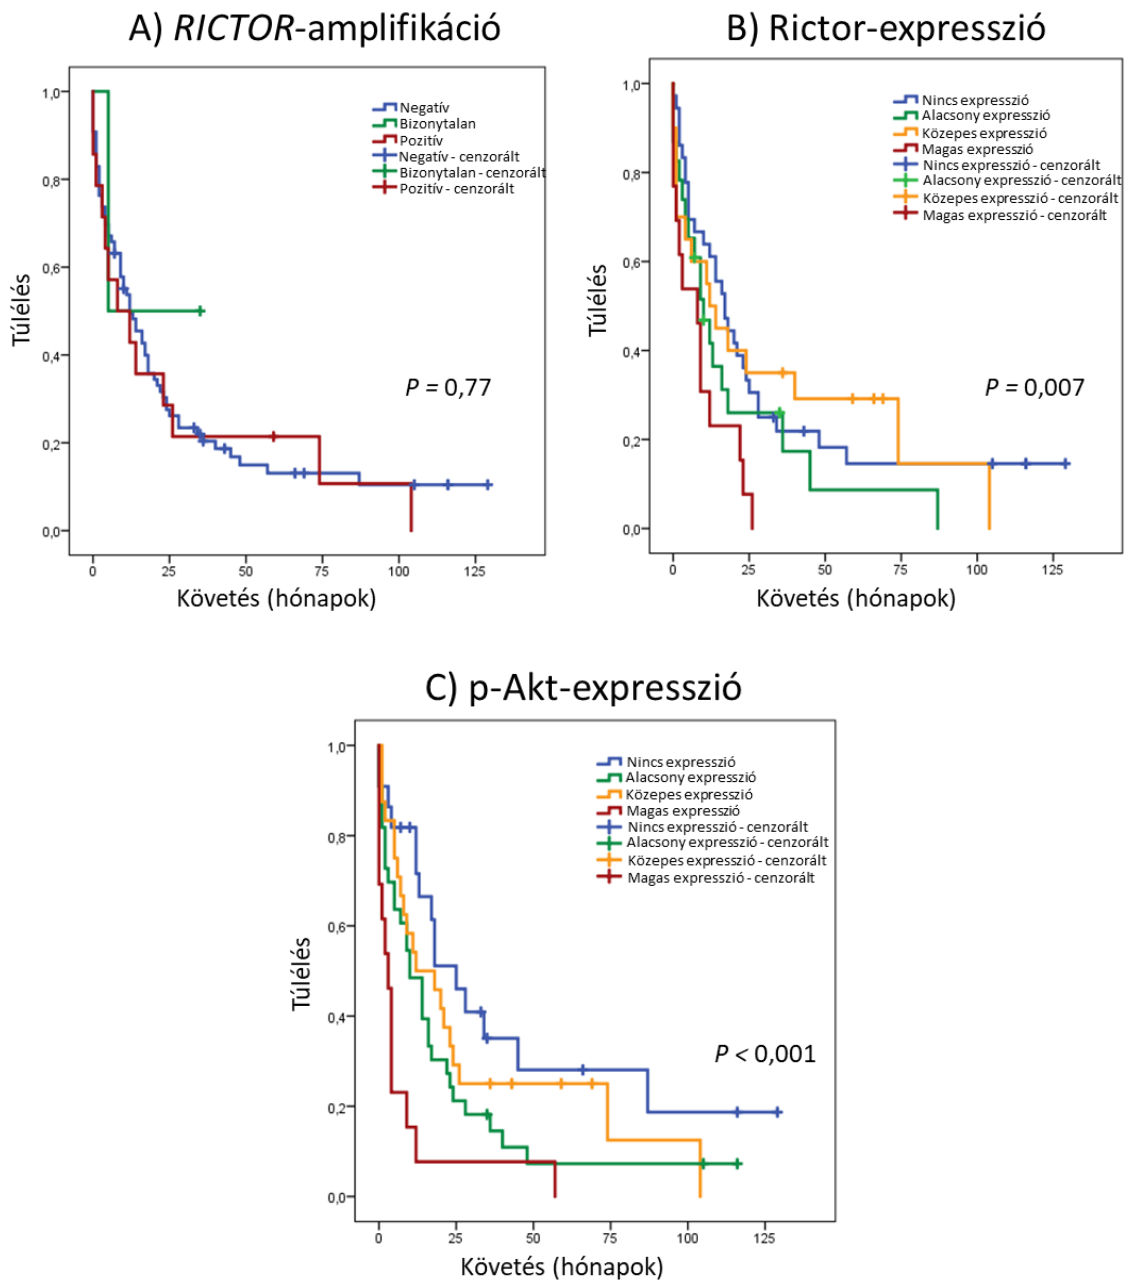 A) RICTOR-amplifikáció
1,0
0,8
0,6
0,4
0,2
0,0
Túlélés
Negatív
Bizonytalan
Pozitív
Negatív - cenzorált
Bizonytalan - cenzorált
Pozitív - cenzorált
P = 0,77
0 25 50 75 100 125
Követés (hónapok)
B) Rictor-expresszió
1,0
0,8
0,6
0,4
0,2
0,0
Túlélés
Nincs expresszió
Alacsony expresszió
Közepes expresszió
Magas expresszió
Nincs expresszió - cenzorált
Alacsony expresszió - cenzorált
Közepes expresszió - cenzorált
Magas expresszió - cenzorált
P = 0,007
0 25 50 75 100 125
Követés (hónapok)
C) p-Akt-expresszió
1,0
0,8
0,6
0,4
0,2
0,0
Túlélés
Nincs expresszió
Alacsony expresszió
Közepes expresszió
Magas expresszió
Nincs expresszió - cenzorált
Alacsony expresszió - cenzorált
Közepes expresszió - cenzorált
Magas expresszió - cenzorált
P < 0,001
0 25 50 75 100 125
Követés (hónapok)